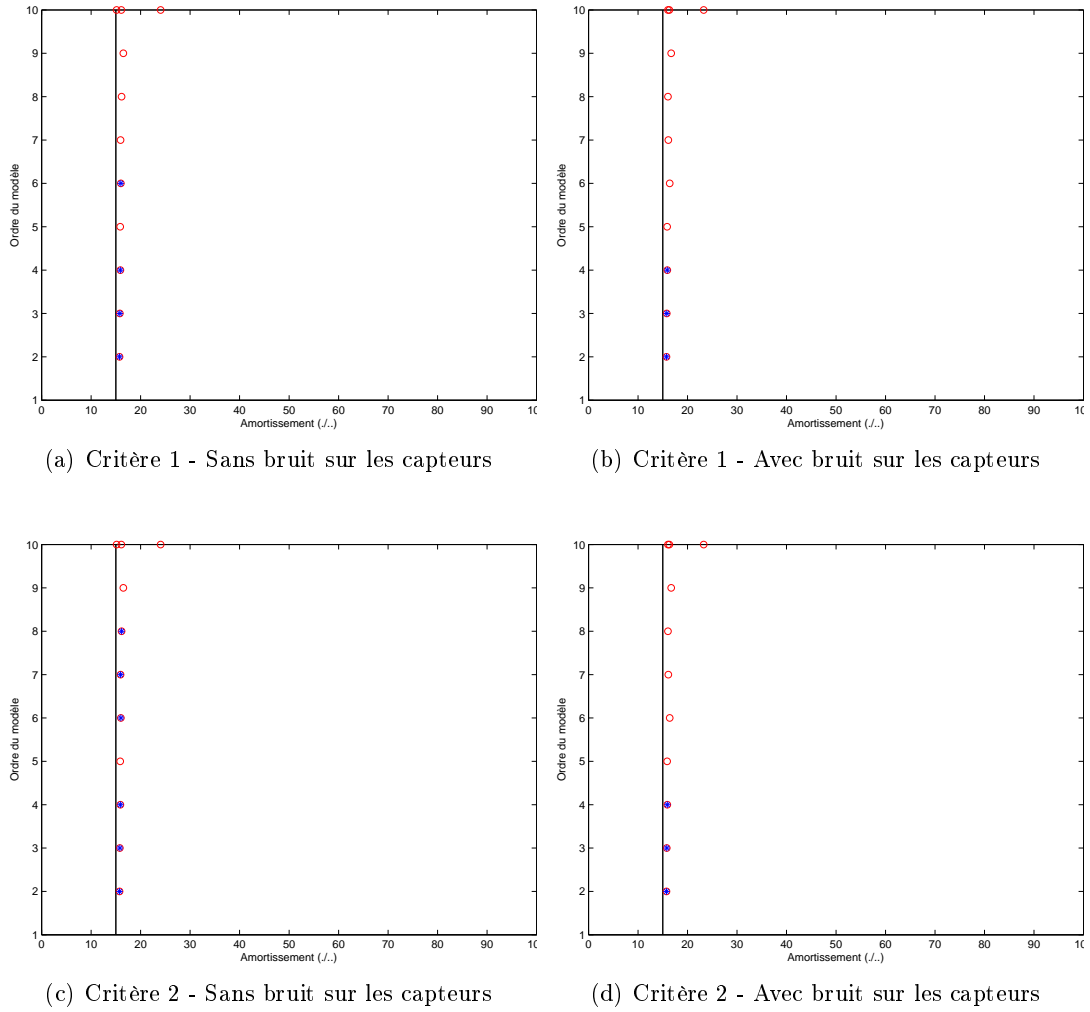 10
9
8
7
6
5
4
3
2
1
Ordre du modèle
0 10 20 30 40 50 60 70 80 90 10
Amortissement (./..)
(a) Critère 1 - Sans bruit sur les capteurs
10
9
8
7
6
5
4
3
2
1
Ordre du modèle
0 10 20 30 40 50 60 70 80 90 10
Amortissement (./..)
(b) Critère 1 - Avec bruit sur les capteurs
10
9
8
7
6
5
4
3
2
1
Ordre du modèle
0 10 20 30 40 50 60 70 80 90 10
Amortissement (./..)
(c) Critère 2 - Sans bruit sur les capteurs
10
9
8
7
6
5
4
3
2
1
Ordre du modèle
0 10 20 30 40 50 60 70 80 90 10
Amortissement (./..)
(d) Critère 2 - Avec bruit sur les capteurs